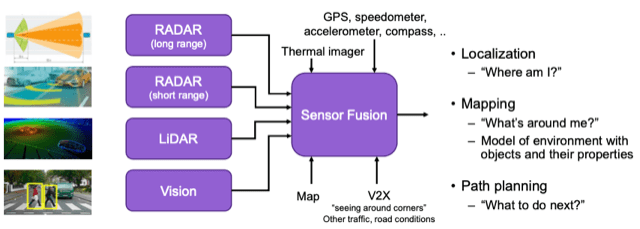 RADAR
(long range)
RADAR
(short range)
LiDAR
Vision
GPS, speedometer,
accelerometer, compass, ..
Thermal imager
Sensor Fusion
Map
V2X
"seeing around corners"
Other traffic, road conditions
• Localization
– "Where am I?"
• Mapping
– "What's around me?"
– Model of environment with
objects and their properties
• Path planning
– "What to do next?"